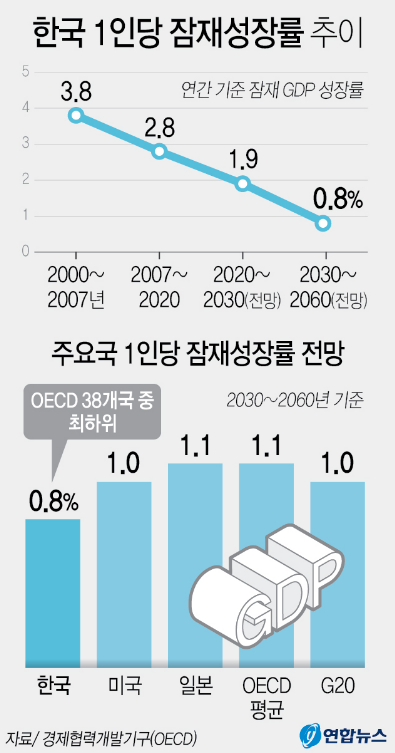 한국 1인당 잠재성장률 추이
연간 기준 잠재 GDP 성장률
5
4
3
2
1
0
3.8
2.8
1.9
0.8%
2000～ 2007～ 2020～ 2030～
2007년 2020 2030(전망) 2060(전망)
주요국 1인당 잠재성장률 전망
OECD 38개국 중
최하위
2030～2060년 기준
0.8% 1.0 1.1 1.1 1.0
GDP
한국 미국 일본 OECD G20
평균
자료/ 경제협력개발기구(OECD)
연합뉴스